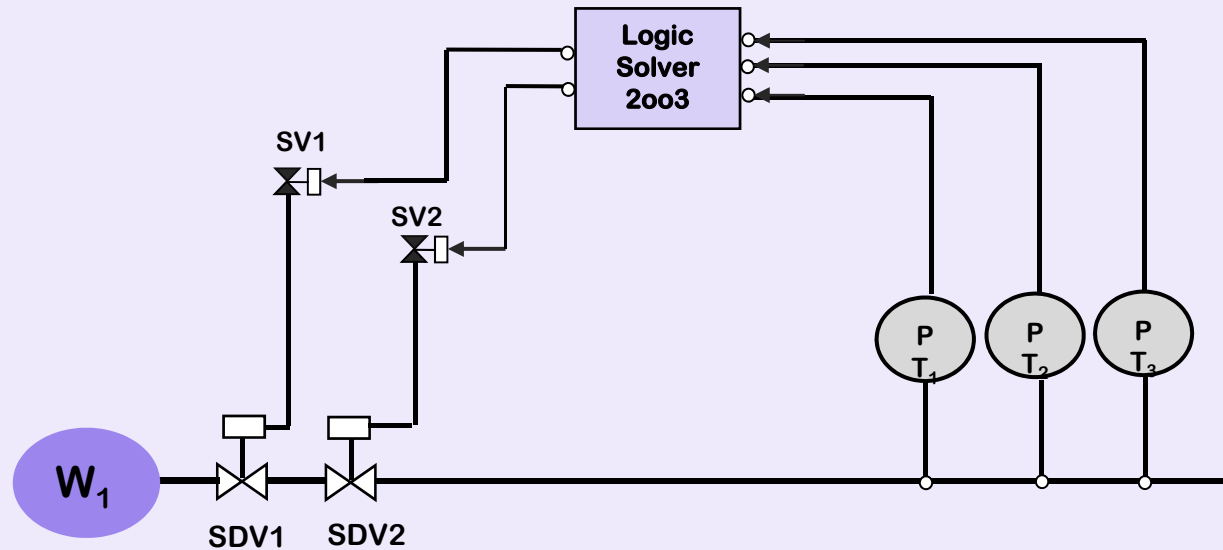 Logic
Solver
2oo3
SV1
SV2
P
T₁
P
T₂
P
T₃
W₁
SDV1
SDV2